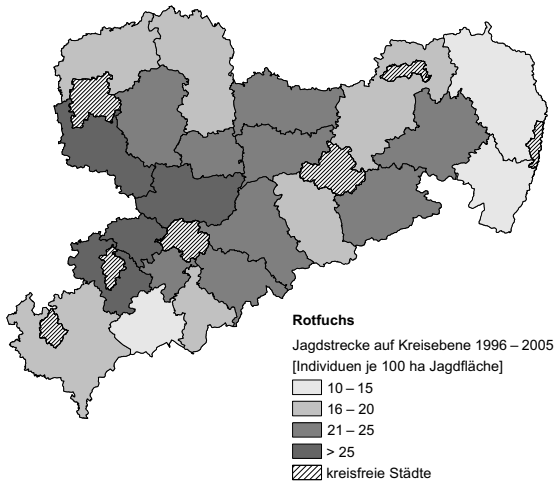 Rotfuchs
Jagdstrecke auf Kreisebene 1996 – 2005
[Individuen je 100 ha Jagdfläche]
10 – 15
16 – 20
21 – 25
> 25
kreisfreie Städte